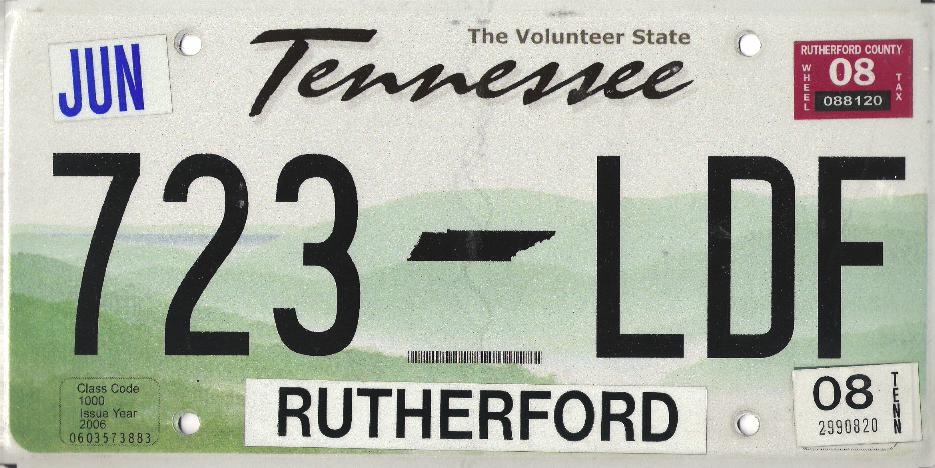 JUN
The Volunteer State
Tennessee
RUTHERFORD COUNTY
WHEEL
08
TAX
088120
723 LDF
Class Code
1000
Issue Year
2006
0603573883
RUTHERFORD
08
TENN
2990820